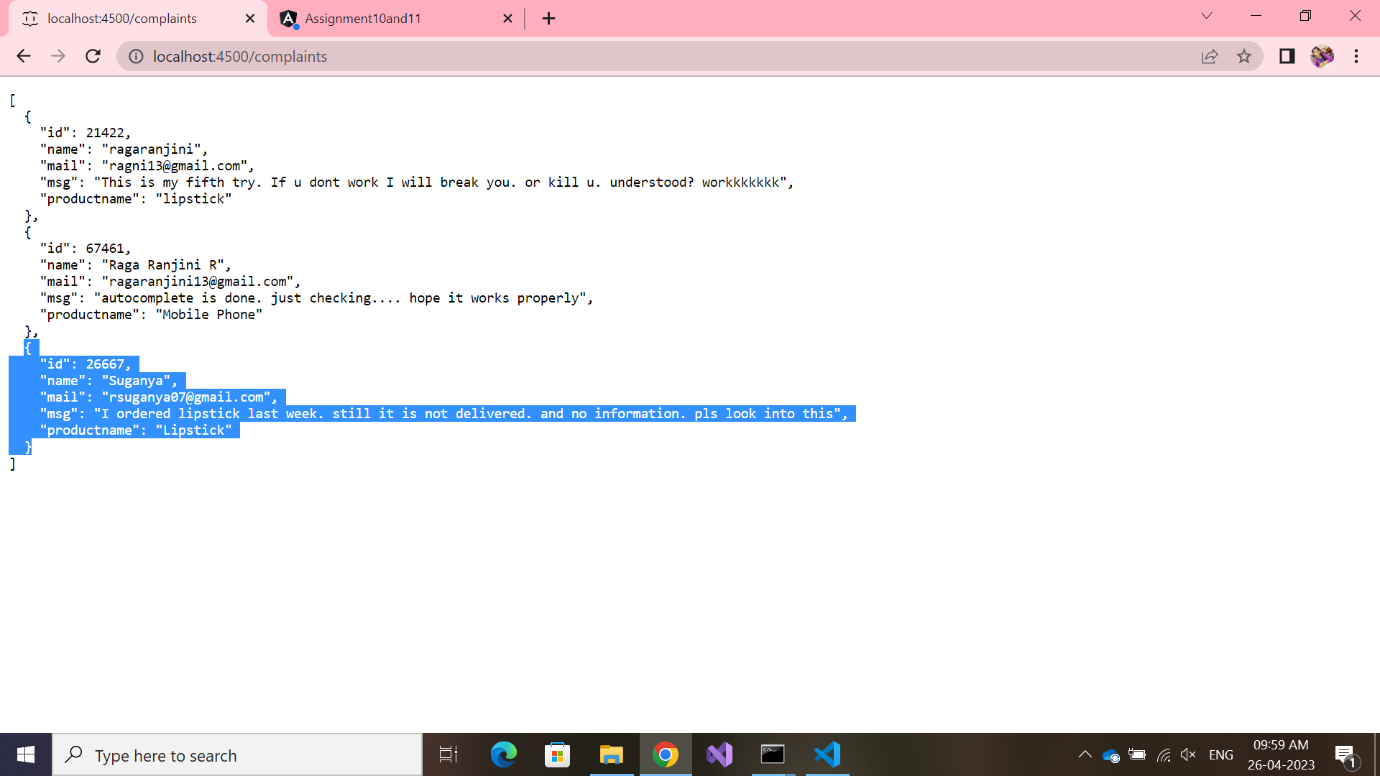 localhost:4500/complaints
Assignment10and11
localhost:4500/complaints
[
  {
    "id": 21422,
    "name": "ragaranjini",
    "mail": "ragni13@gmail.com",
    "msg": "This is my fifth try. If u dont work I will break you. or kill u. understood? workkkkkkk",
    "productname": "lipstick"
  },
  {
    "id": 67461,
    "name": "Raga Ranjini R",
    "mail": "ragaranjini13@gmail.com",
    "msg": "autocomplete is done. just checking.... hope it works properly",
    "productname": "Mobile Phone"
  },
  {
    "id": 26667,
    "name": "Suganya",
    "mail": "rsuganya07@gmail.com",
    "msg": "I ordered lipstick last week. still it is not delivered. and no information. pls look into this",
    "productname": "Lipstick"
  }
]
Type here to search
ENG
09:59 AM
26-04-2023
1